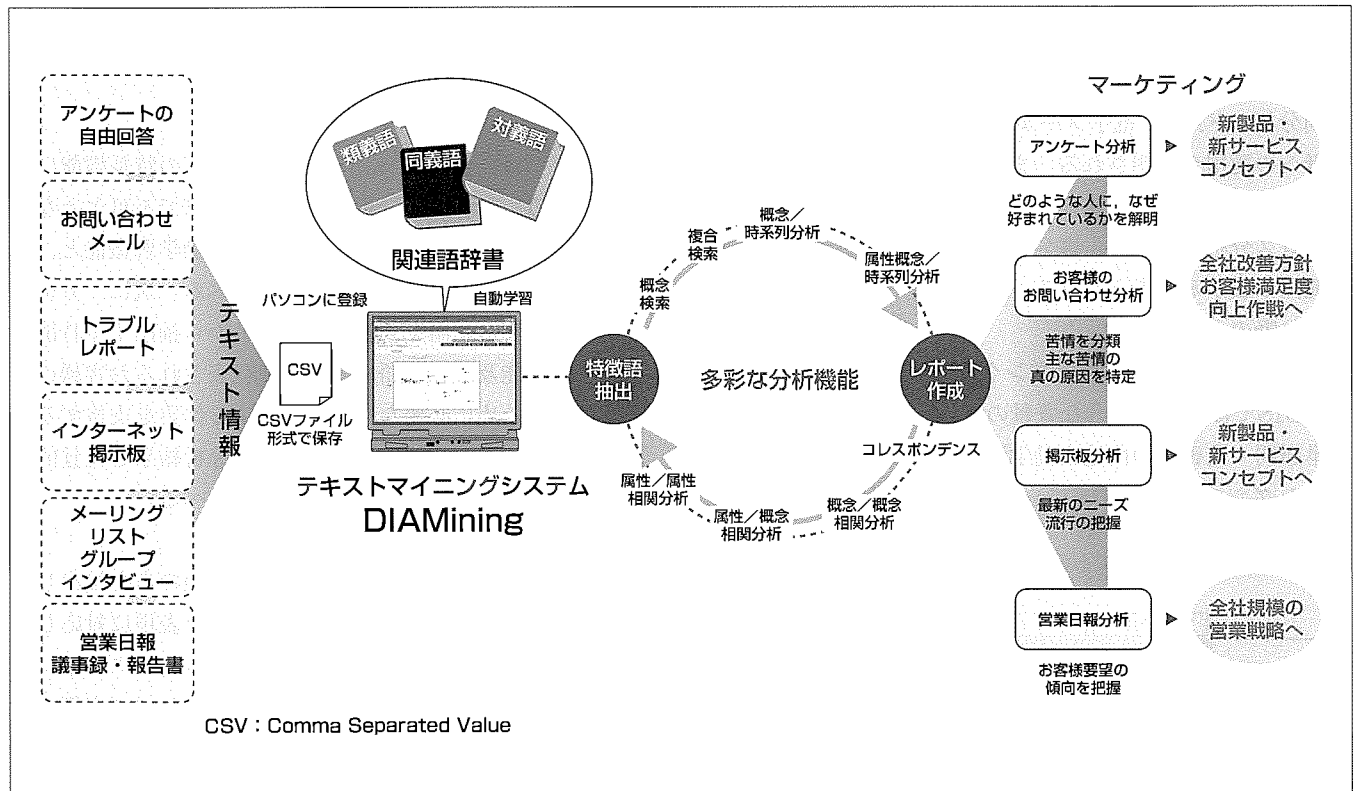 アンケートの
自由回答
お問い合わせ
メール
トラブル
レポート
インターネット
掲示板
メーリング
リスト
グループ
インタビュー
営業日報
議事録・報告書
テキスト情報
類義語
同義語
対義語
関連語辞書
パソコンに登録
自動学習
CSV
CSVファイル
形式で保存
テキストマイニングシステム
DIAMining
特徴語
抽出
概念
検索
複合
検索
概念/
時系列分析
属性概念/
時系列分析
多彩な分析機能
レポート
作成
コレスポンデンス
概念/概念
相関分析
属性/概念
相関分析
属性/属性
相関分析
マーケティング
アンケート分析
新製品・
新サービス
コンセプトへ
どのような人に,なぜ
好まれているかを解明
お客様の
お問い合わせ分析
全社改善方針
お客様満足度
向上作戦へ
苦情を分類
主な苦情の
真の原因を特定
掲示板分析
新製品・
新サービス
コンセプトへ
最新のニーズ
流行の把握
営業日報分析
全社規模の
営業戦略へ
お客様要望の
傾向を把握
CSV:Comma Separated Value